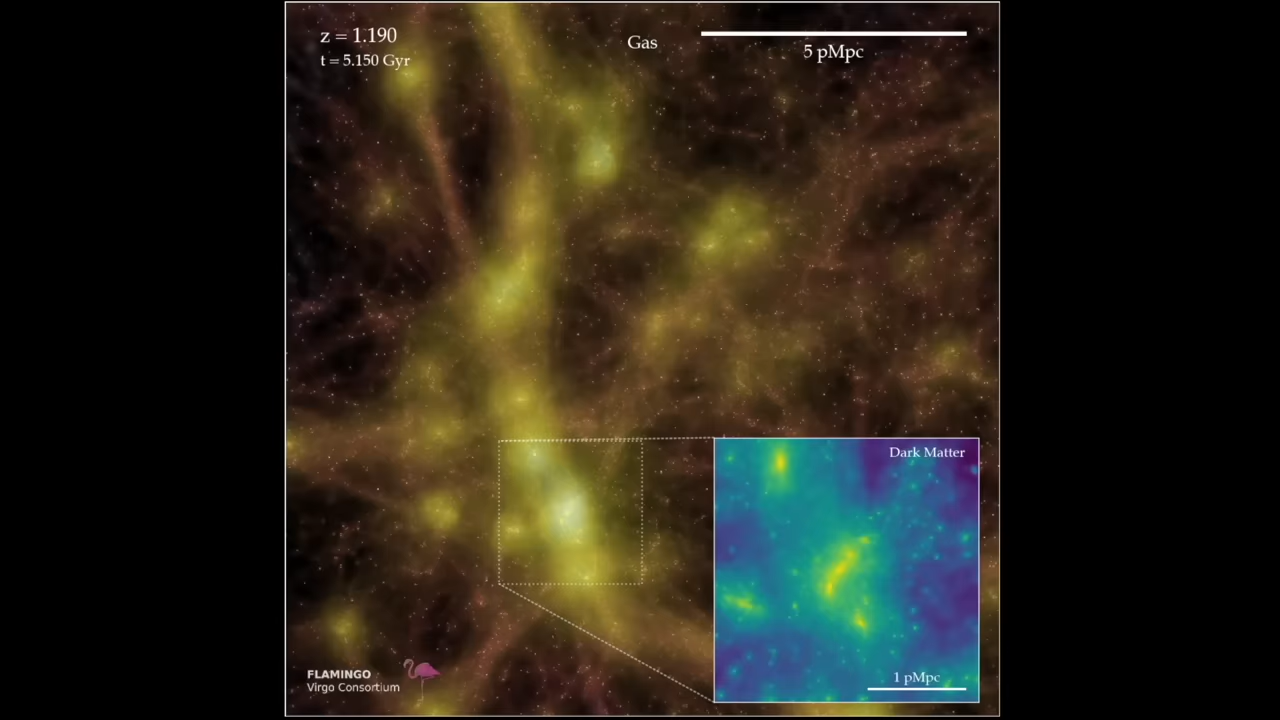 z = 1.190
t = 5.150 Gyr
Gas
5 pMpc
Dark Matter
1 pMpc
FLAMINGO
Virgo Consortium